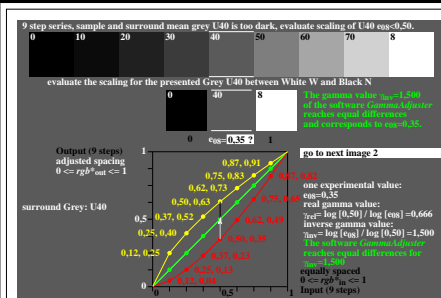 9 step series, sample and surround mean grey U40 is too dark, evaluate scaling of U40 e₀₈<0,50.
0 10 20 30 40 50 60 70 8
evaluate the scaling for the presented Grey U40 between White W and Black N
0 40 8
The gamma value γinv=1,500
of the software GammaAdjuster
reaches equal differences
and corresponds to e₀₈=0,35.
0 e₀₈=0,35 ? 1
Output (9 steps)
adjusted spacing
0 <= rgb*out <= 1
go to next image 2
1
0,87, 0,91
0,75, 0,83
0,62, 0,73
0,50, 0,63
0,37, 0,52
0,25, 0,40
0,12, 0,25
one experimental value:
e₀₈=0,35
real gamma value:
γrel= log [0,50] / log [e₀₈] =0,666
inverse gamma value:
γinv= log [e₀₈] / log [0,50] =1,500
The software GammaAdjuster
reaches equal differences for
γinv=1,500
surround Grey: U40
0,5
0
0 0,5 1
equally spaced
0 <= rgb*in <= 1
Input (9 steps)